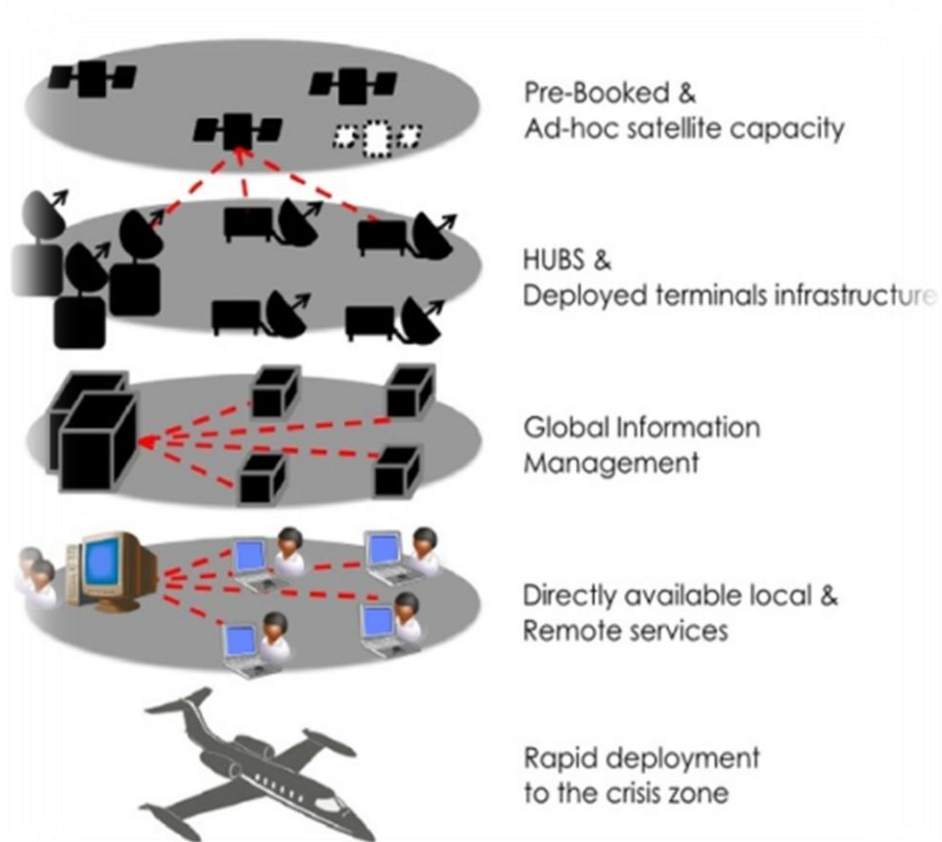 Pre-Booked &
Ad-hoc satellite capacity
HUBS &
Deployed terminals infrastructure
Global Information
Management
Directly available local &
Remote services
Rapid deployment
to the crisis zone